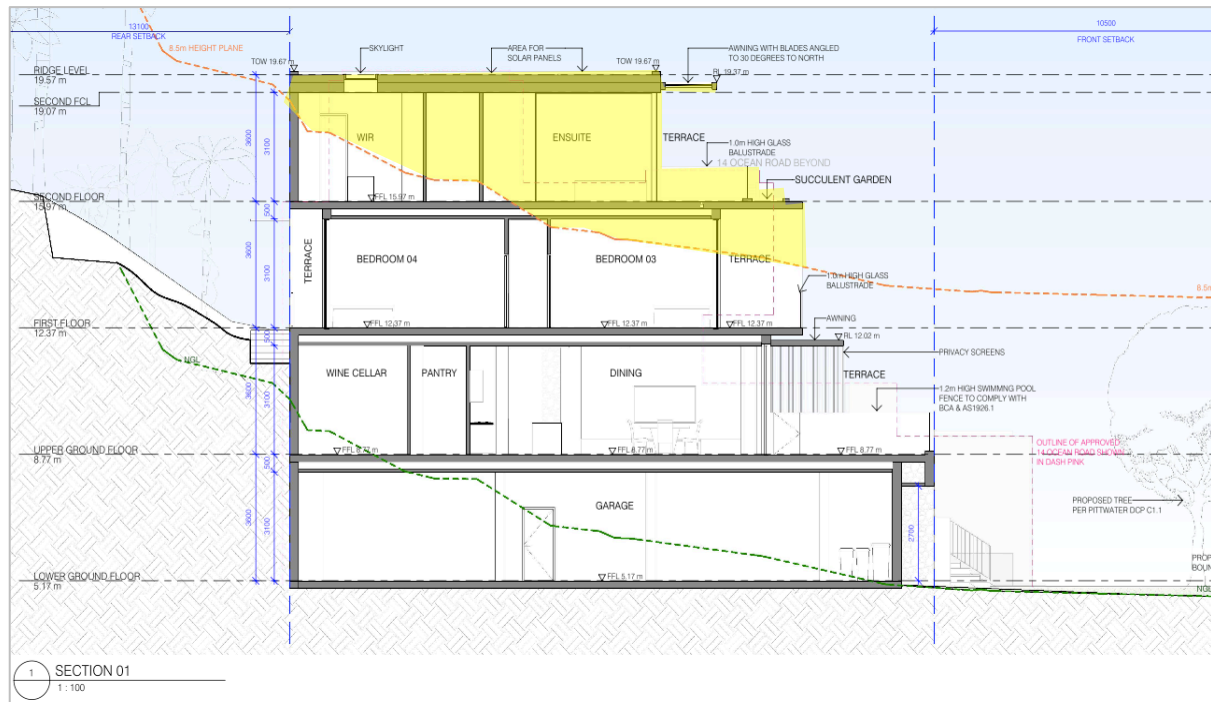 13100
REAR SETBACK
10500
FRONT SETBACK
8.5m HEIGHT PLANE
SKYLIGHT
AREA FOR
SOLAR PANELS
AWNING WITH BLADES ANGLED
TO 30 DEGREES TO NORTH
TOW 19.67 m
TOW 19.67 m
RL 19.37 m
RIDGE LEVEL
19.57 m
SECOND FCL
19.07 m
3600
3100
WIR
ENSUITE
TERRACE
1.0m HIGH GLASS
BALUSTRADE
14 OCEAN ROAD BEYOND
SUCCULENT GARDEN
SECOND FLOOR
15.97 m
FFL 15.97 m
500
3600
3100
TERRACE
BEDROOM 04
BEDROOM 03
TERRACE
1.0m HIGH GLASS
BALUSTRADE
8.5m
FIRST FLOOR
12.37 m
FFL 12.37 m
FFL 12.37 m
FFL 12.37 m
500
AWNING
RL 12.02 m
PRIVACY SCREENS
NGL
3600
3100
WINE CELLAR
PANTRY
DINING
TERRACE
1.2m HIGH SWIMMING POOL
FENCE TO COMPLY WITH
BCA & AS1926.1
UPPER GROUND FLOOR
8.77 m
FFL 8.77 m
FFL 8.77 m
FFL 8.77 m
500
OUTLINE OF APPROVED
14 OCEAN ROAD SHOWN
IN DASH PINK
3600
3100
GARAGE
2700
PROPOSED TREE
PER PITTWATER DCP C1.1
PROP
BOUN
LOWER GROUND FLOOR
5.17 m
FFL 5.17 m
NGL
1
SECTION 01
1 : 100